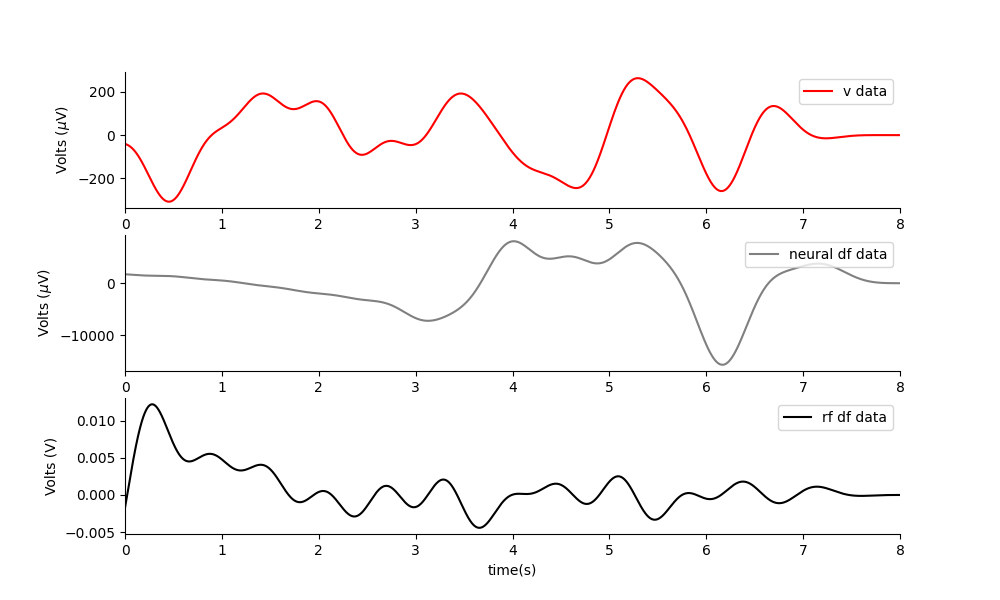 Volts (μV)
200
0
−200
v data
0 1 2 3 4 5 6 7 8
Volts (μV)
0
−10000
neural df data
0 1 2 3 4 5 6 7 8
Volts (V)
0.010
0.005
0.000
−0.005
rf df data
0 1 2 3 4 5 6 7 8
time(s)